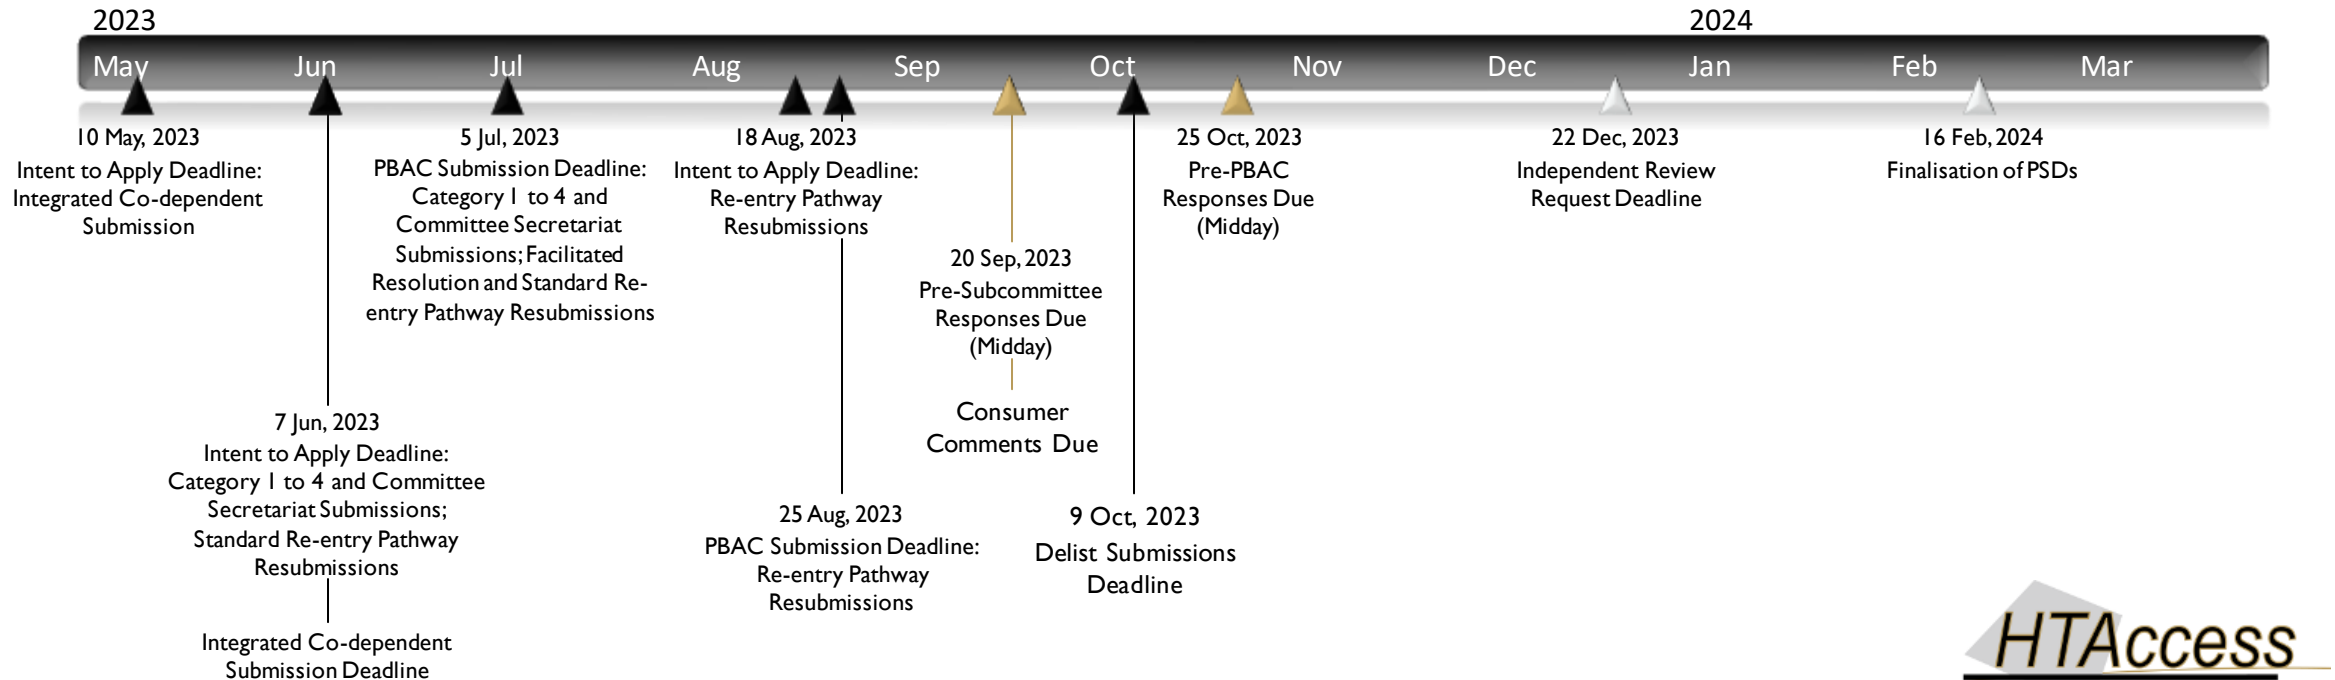 2023
2024
May
Jun
Jul
Aug
Sep
Oct
Nov
Dec
Jan
Feb
Mar
10 May, 2023
Intent to Apply Deadline:
Integrated Co-dependent
Submission
7 Jun, 2023
Intent to Apply Deadline:
Category 1 to 4 and Committee
Secretariat Submissions;
Standard Re-entry Pathway
Resubmissions
Integrated Co-dependent
Submission Deadline
5 Jul, 2023
PBAC Submission Deadline:
Category 1 to 4 and
Committee Secretariat
Submissions; Facilitated
Resolution and Standard Re-
entry Pathway Resubmissions
18 Aug, 2023
Intent to Apply Deadline:
Re-entry Pathway
Resubmissions
25 Aug, 2023
PBAC Submission Deadline:
Re-entry Pathway
Resubmissions
20 Sep, 2023
Pre-Subcommittee
Responses Due
(Midday)
Consumer
Comments Due
9 Oct, 2023
Delist Submissions
Deadline
25 Oct, 2023
Pre-PBAC
Responses Due
(Midday)
22 Dec, 2023
Independent Review
Request Deadline
16 Feb, 2024
Finalisation of PSDs
HTAccess